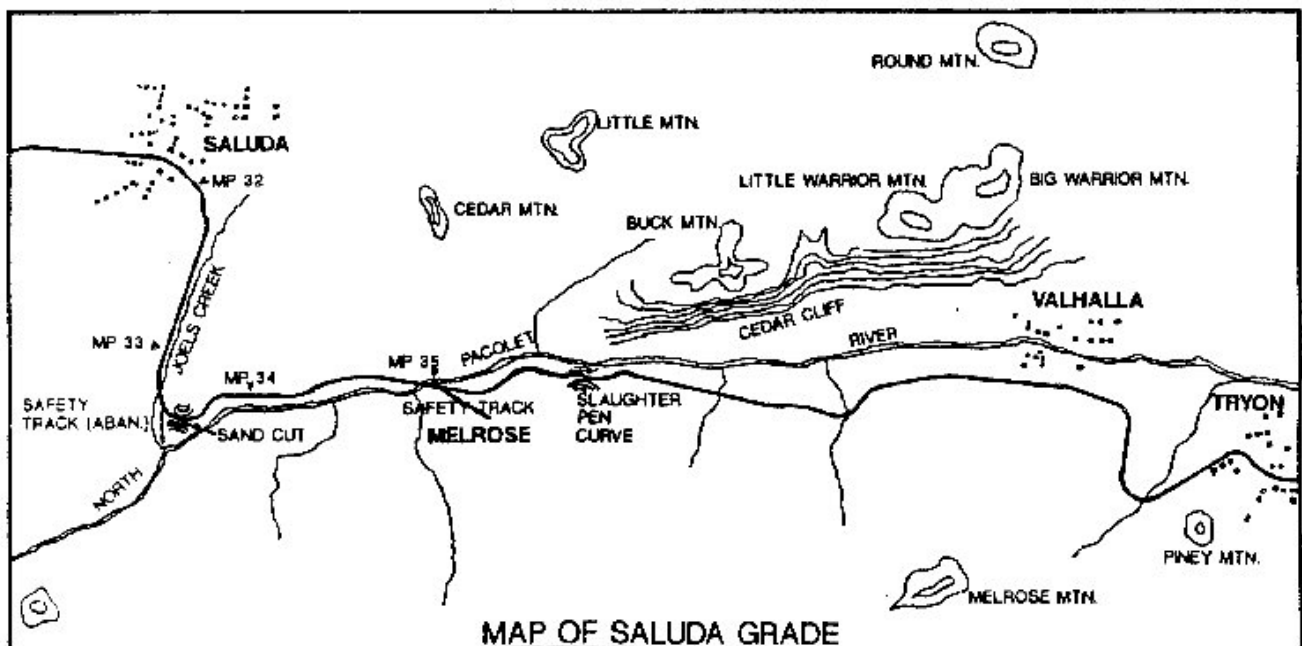 ROUND MTN.
LITTLE MTN.
SALUDA
MP 32
LITTLE WARRIOR MTN.
BIG WARRIOR MTN.
CEDAR MTN.
BUCK MTN.
JOELS CREEK
VALHALLA
CEDAR CLIFF
MP 33
PACOLET
RIVER
MP 35
MP 34
SAFETY
TRACK (ABAN.)
SAFETY TRACK
SLAUGHTER
PEN
CURVE
TRYON
SAND CUT
MELROSE
NORTH
PINEY MTN.
MELROSE MTN.
MAP OF SALUDA GRADE